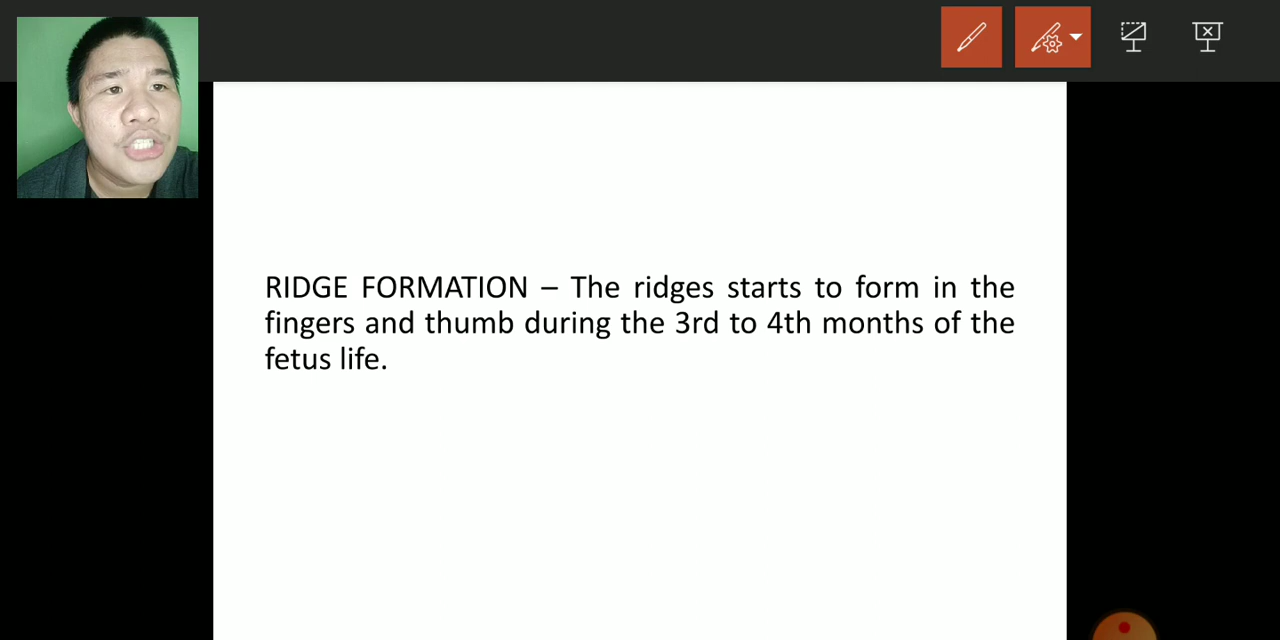 RIDGE FORMATION – The ridges starts to form in the
fingers and thumb during the 3rd to 4th months of the
fetus life.